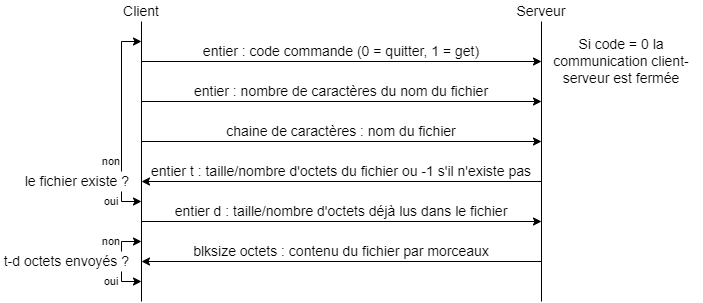 Client
Serveur
entier : code commande (0 = quitter, 1 = get)
Si code = 0 la
communication client-
serveur est fermée
entier : nombre de caractères du nom du fichier
chaine de caractères : nom du fichier
non
entier t : taille/nombre d'octets du fichier ou -1 s'il n'existe pas
le fichier existe ?
oui
entier d : taille/nombre d'octets déjà lus dans le fichier
non
blksize octets : contenu du fichier par morceaux
t-d octets envoyés ?
oui